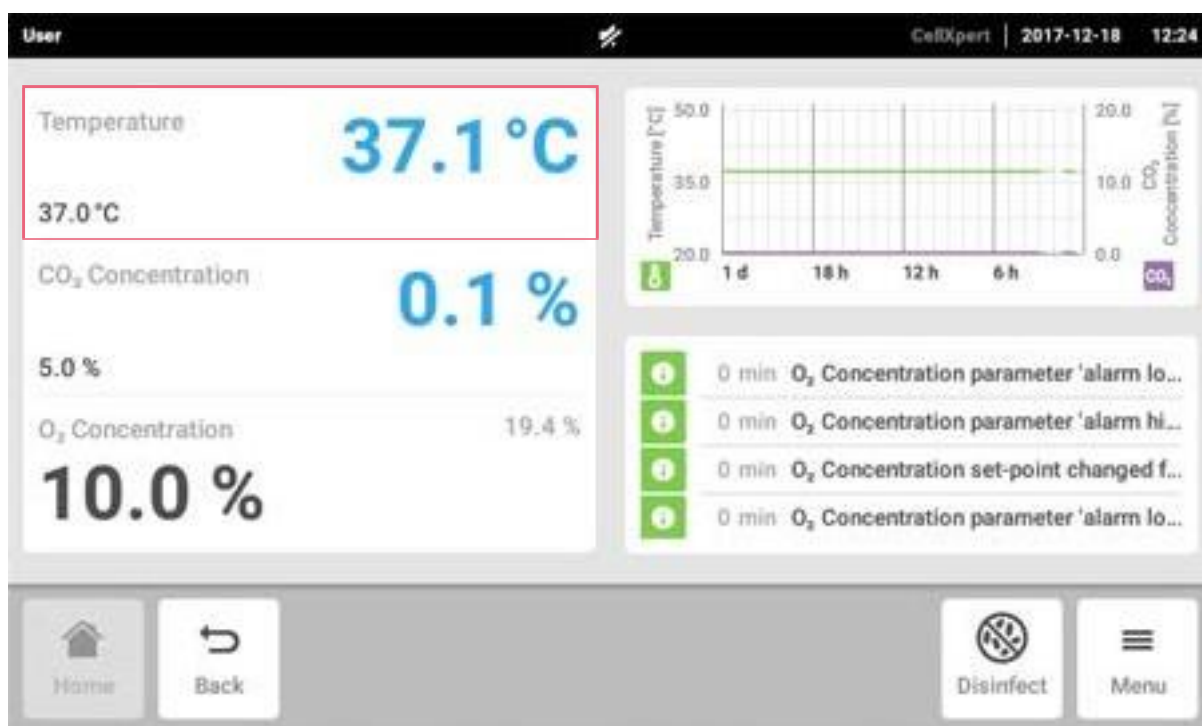 User
CellXpert | 2017-12-18 12:24
Temperature
37.1 °C
37.0 °C
CO₂ Concentration
0.1 %
5.0 %
O₂ Concentration
19.4 %
10.0 %
Temperature [°C]
50.0
35.0
20.0
20.0
10.0
0.0
CO₂
Concentration [%]
1 d 18 h 12 h 6 h
CO₂
0 min O₂ Concentration parameter 'alarm lo...
0 min O₂ Concentration parameter 'alarm hi...
0 min O₂ Concentration set-point changed f...
0 min O₂ Concentration parameter 'alarm lo...
Home
Back
Disinfect
Menu